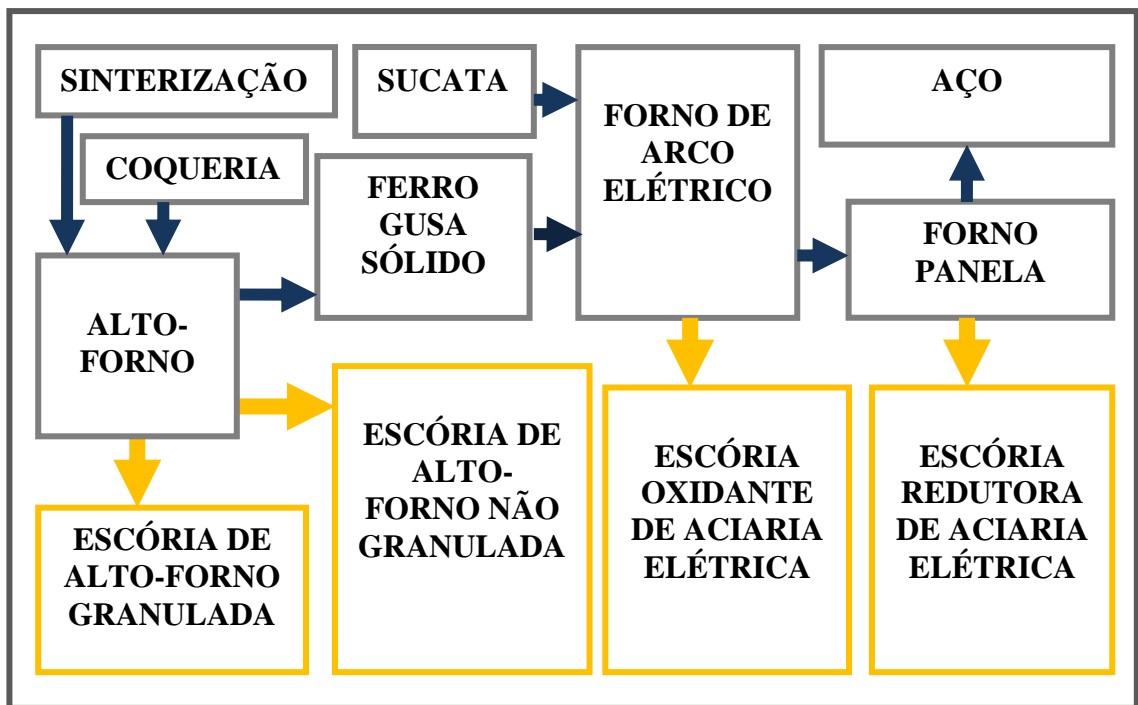 SINTERIZAÇÃO
COQUERIA
SUCATA
FERRO
GUSA
SÓLIDO
FORNO DE
ARCO
ELÉTRICO
AÇO
FORNO
PANELA
ALTO-
FORNO
ESCÓRIA DE
ALTO-FORNO
GRANULADA
ESCÓRIA DE
ALTO-
FORNO NÃO
GRANULADA
ESCÓRIA
OXIDANTE
DE ACIARIA
ELÉTRICA
ESCÓRIA
REDUTORA
DE ACIARIA
ELÉTRICA